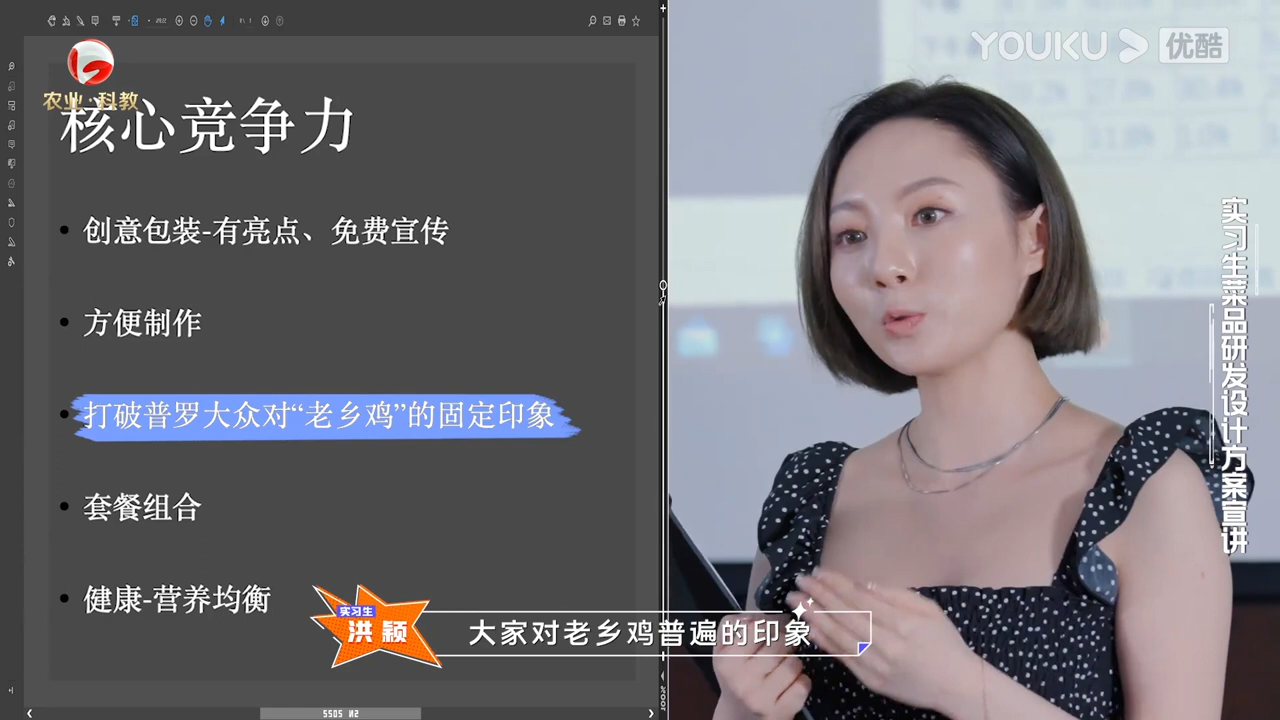 YOUKU 优酷
农业·科教
核心竞争力
创意包装-有亮点、免费宣传
方便制作
打破普罗大众对“老乡鸡”的固定印象
套餐组合
健康-营养均衡
实习生
洪颖
大家对老乡鸡普遍的印象
实习生菜品研发设计方案宣讲